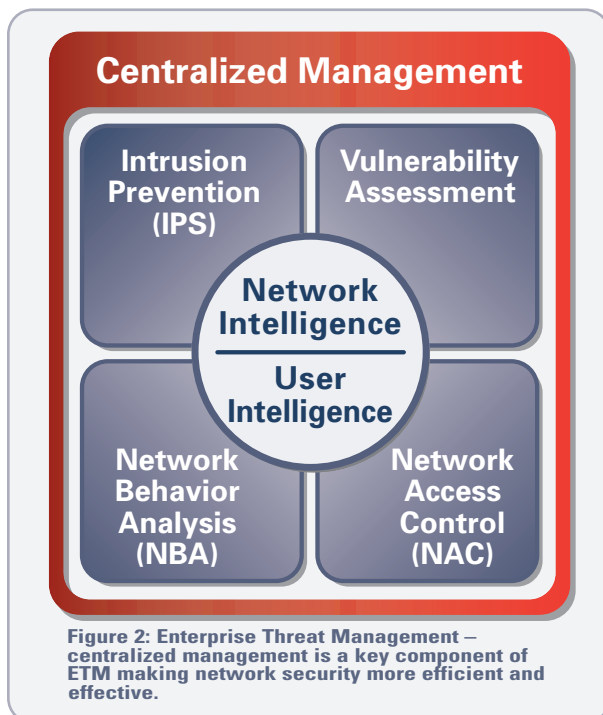 Centralized Management
Intrusion
Prevention
(IPS)
Vulnerability
Assessment
Network
Intelligence
User
Intelligence
Network
Behavior
Analysis
(NBA)
Network
Access
Control
(NAC)
Figure 2: Enterprise Threat Management –
centralized management is a key component of
ETM making network security more efficient and
effective.